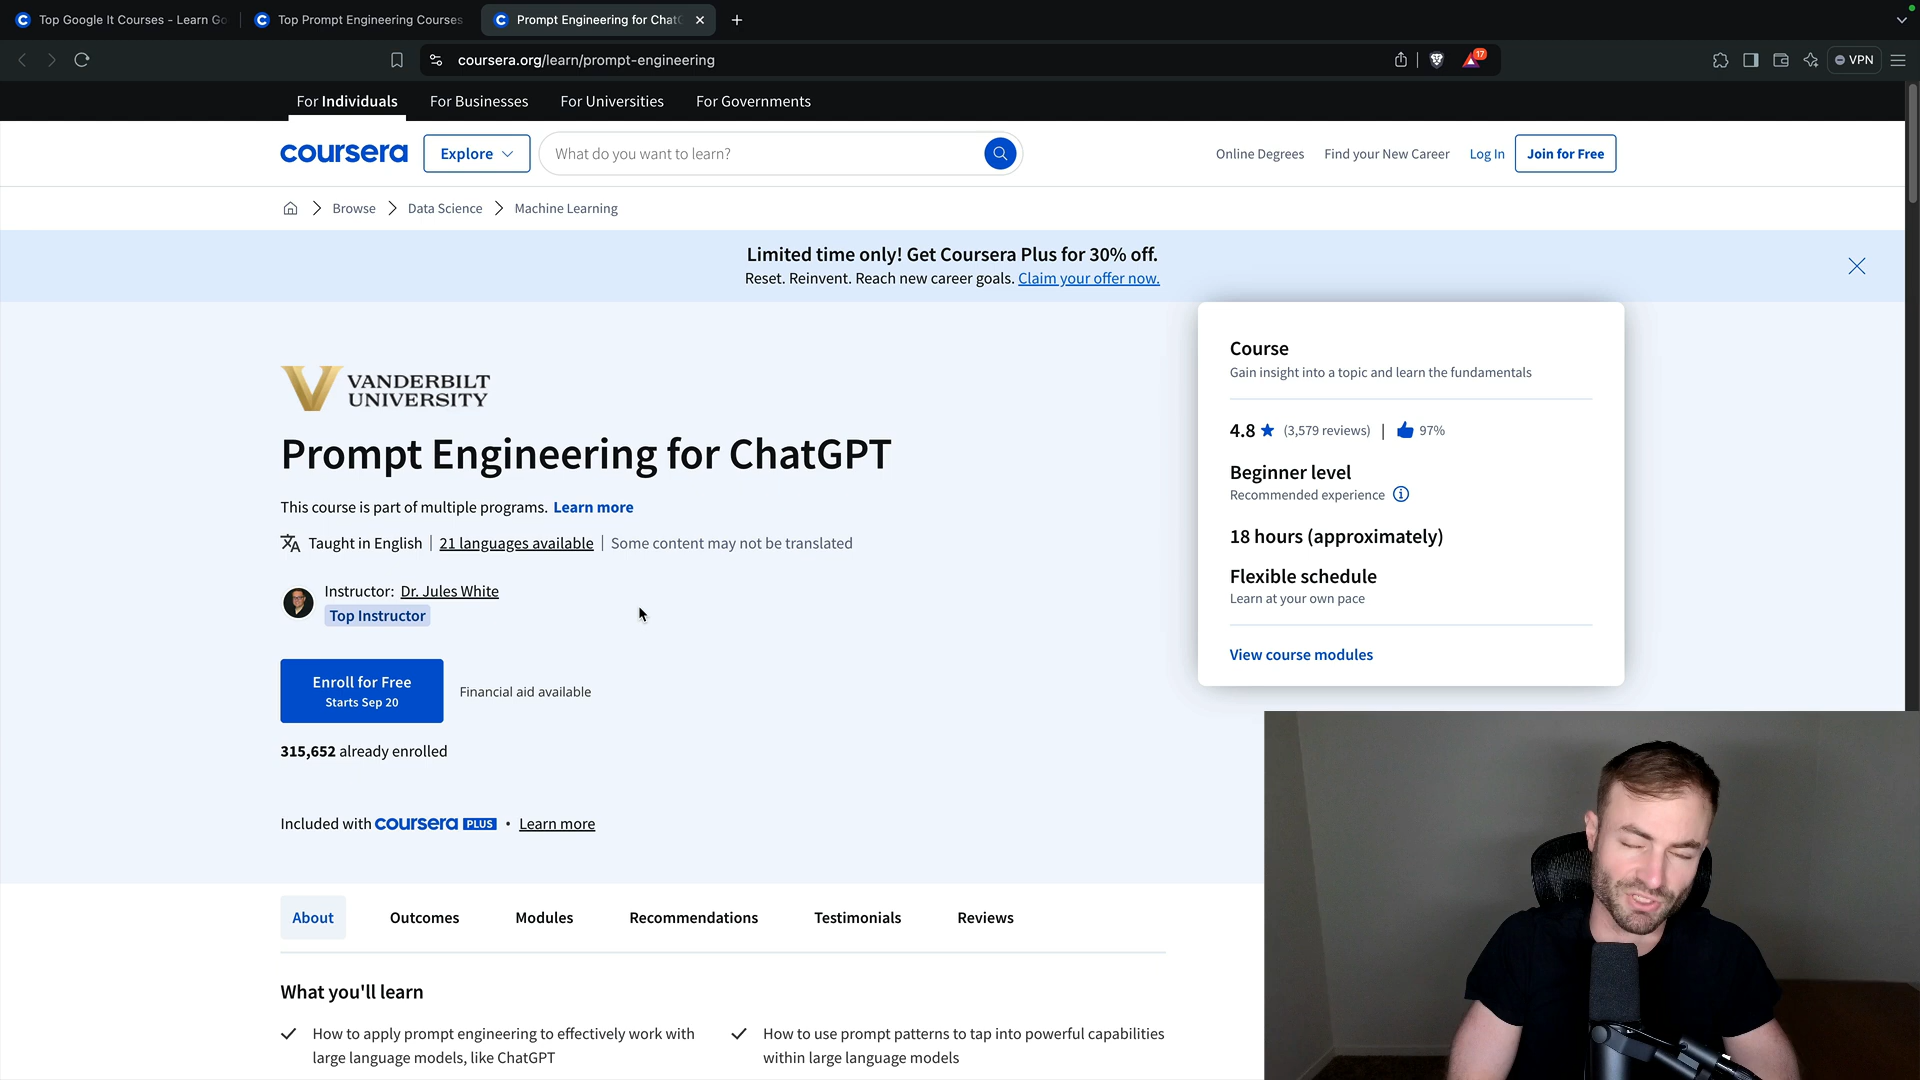 Top Google It Courses - Learn Go
Top Prompt Engineering Courses
Prompt Engineering for Chat
coursera.org/learn/prompt-engineering
17
VPN
For Individuals
For Businesses
For Universities
For Governments
coursera
Explore
What do you want to learn?
Online Degrees
Find your New Career
Log In
Join for Free
Browse
Data Science
Machine Learning
Limited time only! Get Coursera Plus for 30% off.
Reset. Reinvent. Reach new career goals. Claim your offer now.
VANDERBILT
UNIVERSITY
Prompt Engineering for ChatGPT
This course is part of multiple programs. Learn more
Taught in English | 21 languages available | Some content may not be translated
Instructor: Dr. Jules White
Top Instructor
Enroll for Free
Starts Sep 20
Financial aid available
315,652 already enrolled
Included with coursera PLUS • Learn more
Course
Gain insight into a topic and learn the fundamentals
4.8 (3,579 reviews) | 97%
Beginner level
Recommended experience
18 hours (approximately)
Flexible schedule
Learn at your own pace
View course modules
About
Outcomes
Modules
Recommendations
Testimonials
Reviews
What you'll learn
How to apply prompt engineering to effectively work with
large language models, like ChatGPT
How to use prompt patterns to tap into powerful capabilities
within large language models